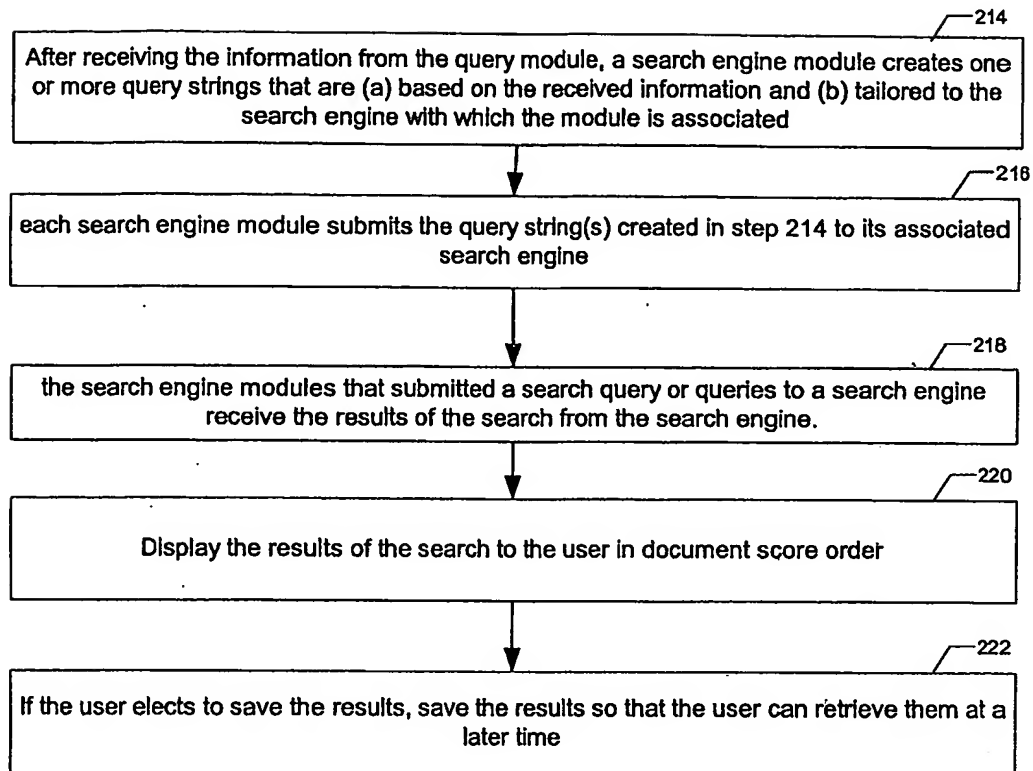 214
After receiving the information from the query module, a search engine module creates one
or more query strings that are (a) based on the received information and (b) tailored to the
search engine with which the module is associated
216
each search engine module submits the query string(s) created in step 214 to its associated
search engine
218
the search engine modules that submitted a search query or queries to a search engine
receive the results of the search from the search engine.
220
Display the results of the search to the user in document score order
222
If the user elects to save the results, save the results so that the user can retrieve them at a
later time